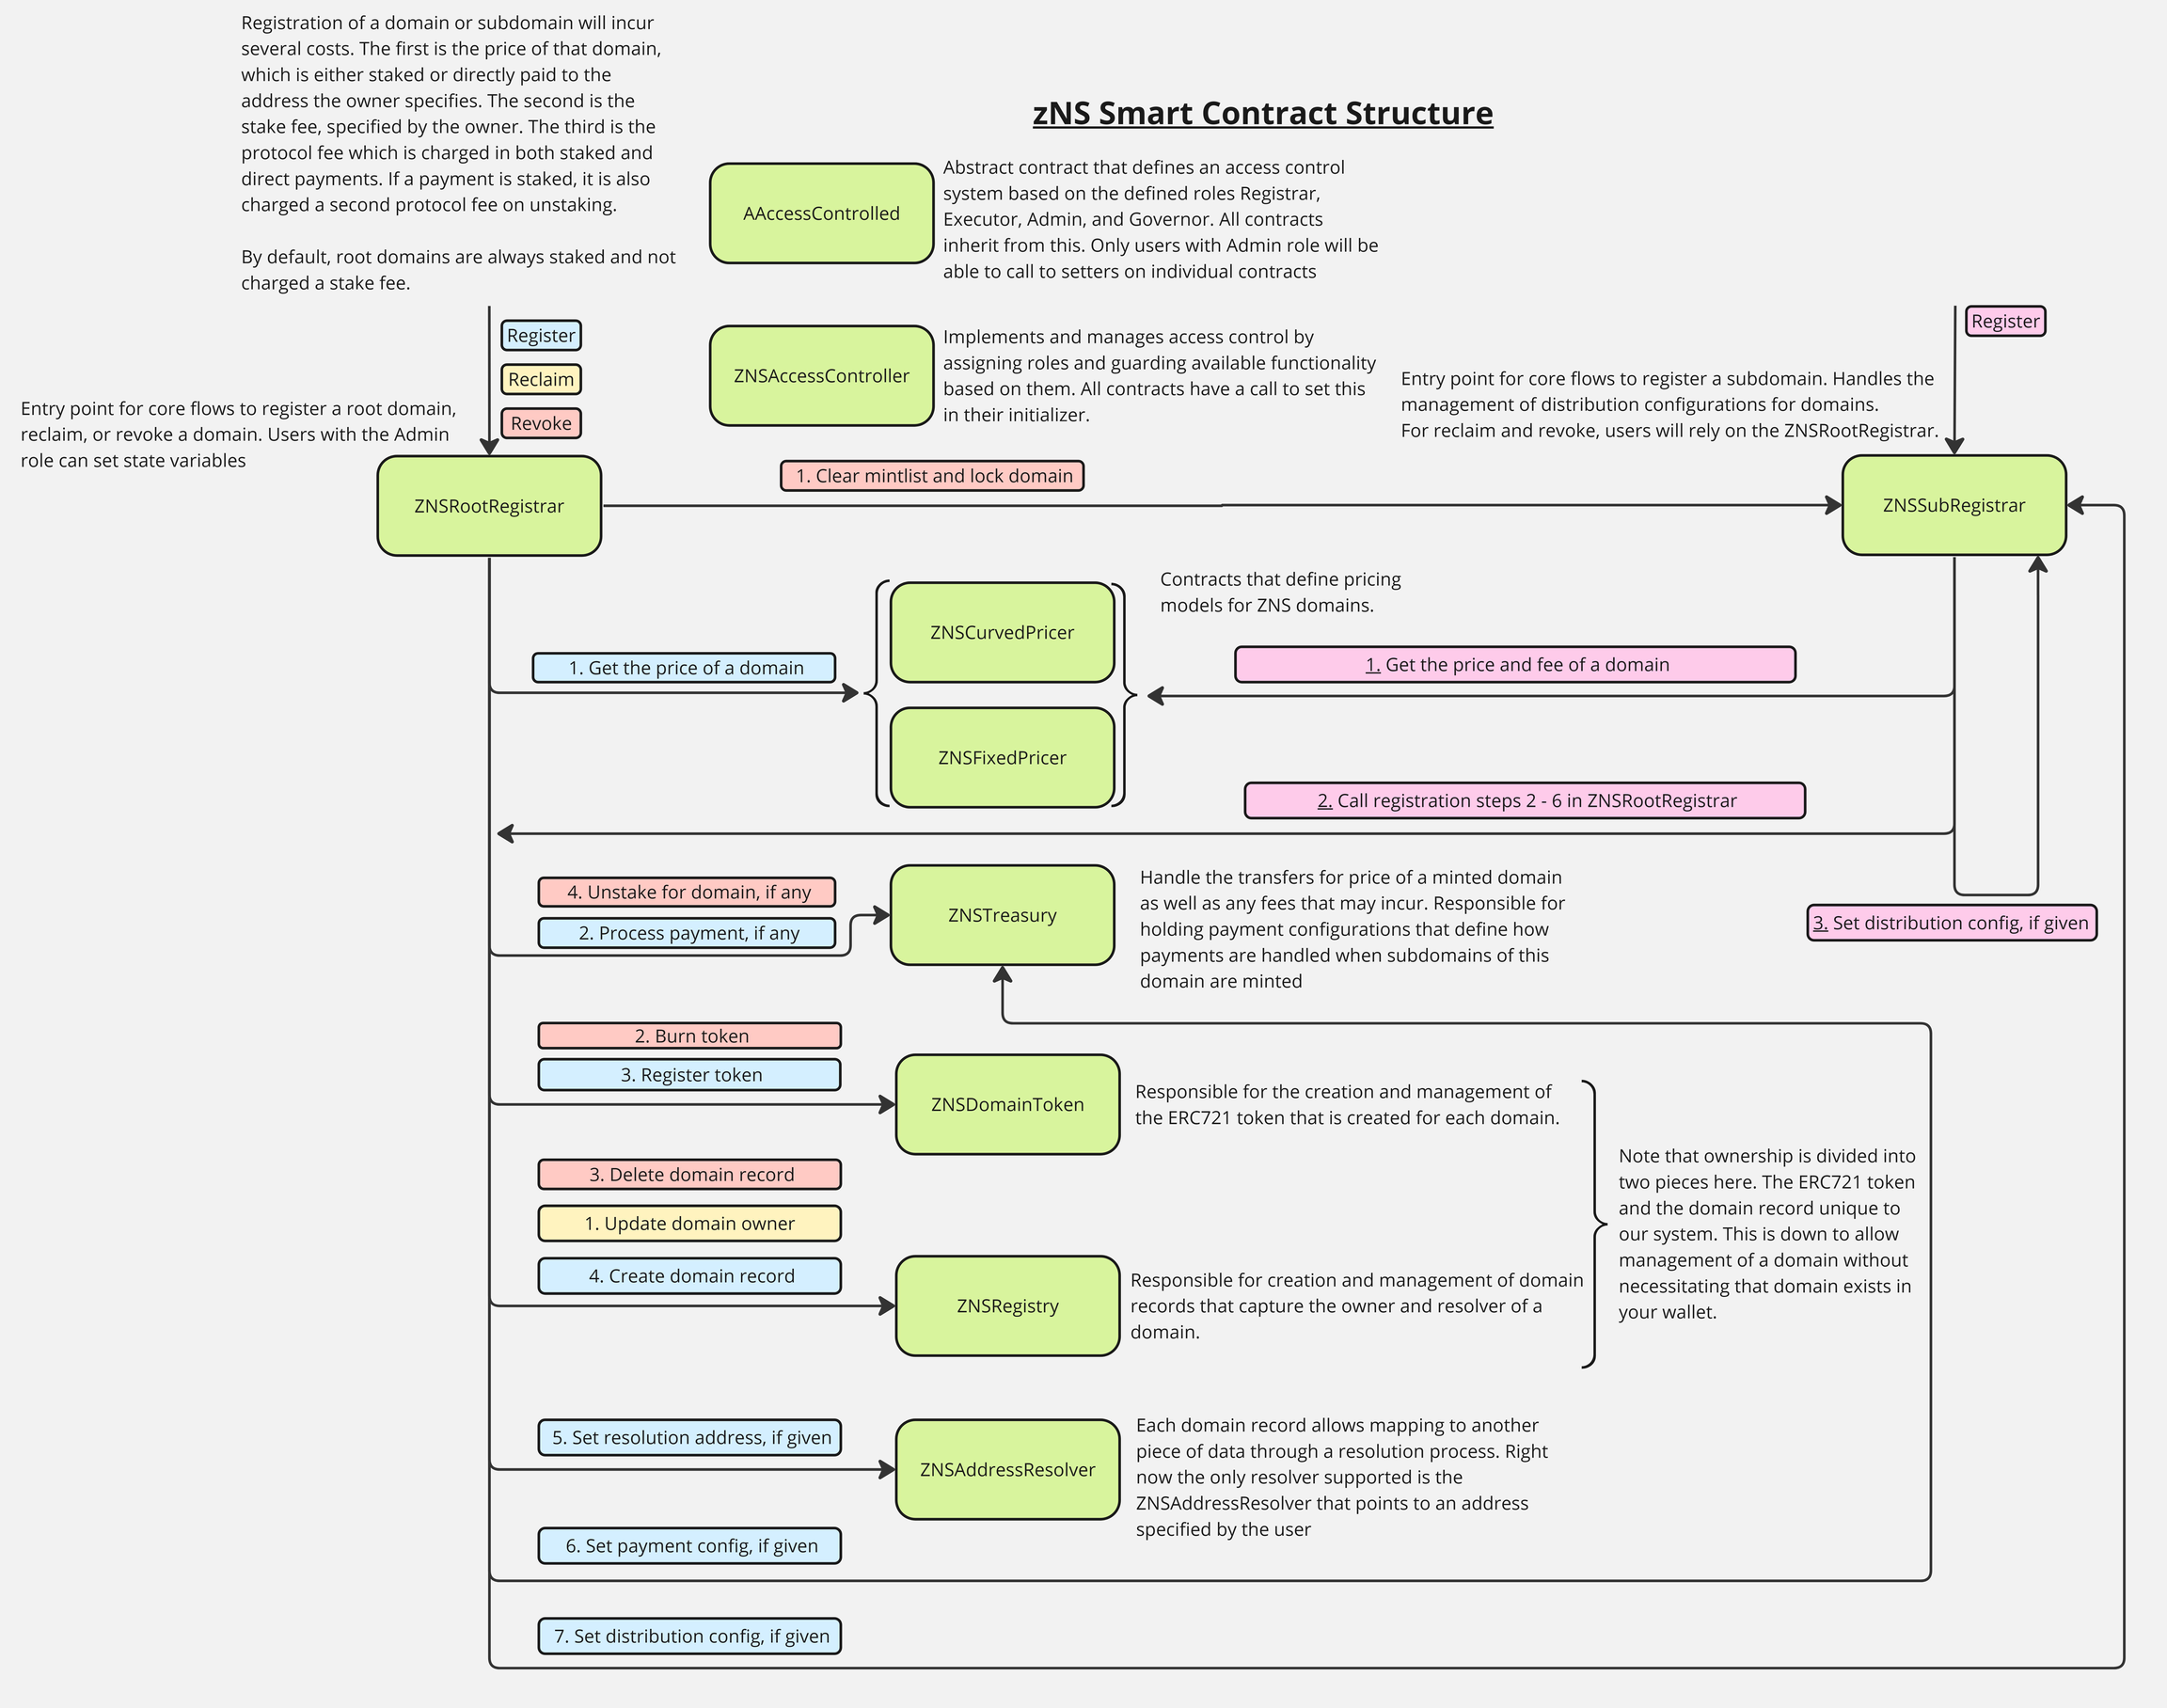 Registration of a domain or subdomain will incur
several costs. The first is the price of that domain,
which is either staked or directly paid to the
address the owner specifies. The second is the
stake fee, specified by the owner. The third is the
protocol fee which is charged in both staked and
direct payments. If a payment is staked, it is also
charged a second protocol fee on unstaking.
By default, root domains are always staked and not
charged a stake fee.
zNS Smart Contract Structure
AAccessControlled
Abstract contract that defines an access control
system based on the defined roles Registrar,
Executor, Admin, and Governor. All contracts
inherit from this. Only users with Admin role will be
able to call to setters on individual contracts
ZNSAccessController
Implements and manages access control by
assigning roles and guarding available functionality
based on them. All contracts have a call to set this
in their initializer.
Register
Reclaim
Revoke
Entry point for core flows to register a root domain,
reclaim, or revoke a domain. Users with the Admin
role can set state variables
Register
Entry point for core flows to register a subdomain. Handles the
management of distribution configurations for domains.
For reclaim and revoke, users will rely on the ZNSRootRegistrar.
ZNSRootRegistrar
1. Clear mintlist and lock domain
ZNSSubRegistrar
Contracts that define pricing
models for ZNS domains.
ZNSCurvedPricer
1. Get the price of a domain
1. Get the price and fee of a domain
ZNSFixedPricer
2. Call registration steps 2 - 6 in ZNSRootRegistrar
4. Unstake for domain, if any
2. Process payment, if any
ZNSTreasury
Handle the transfers for price of a minted domain
as well as any fees that may incur. Responsible for
holding payment configurations that define how
payments are handled when subdomains of this
domain are minted
3. Set distribution config, if given
2. Burn token
3. Register token
ZNSDomainToken
Responsible for the creation and management of
the ERC721 token that is created for each domain.
3. Delete domain record
1. Update domain owner
4. Create domain record
ZNSRegistry
Responsible for creation and management of domain
records that capture the owner and resolver of a
domain.
Note that ownership is divided into
two pieces here. The ERC721 token
and the domain record unique to
our system. This is down to allow
management of a domain without
necessitating that domain exists in
your wallet.
5. Set resolution address, if given
ZNSAddressResolver
Each domain record allows mapping to another
piece of data through a resolution process. Right
now the only resolver supported is the
ZNSAddressResolver that points to an address
specified by the user
6. Set payment config, if given
7. Set distribution config, if given